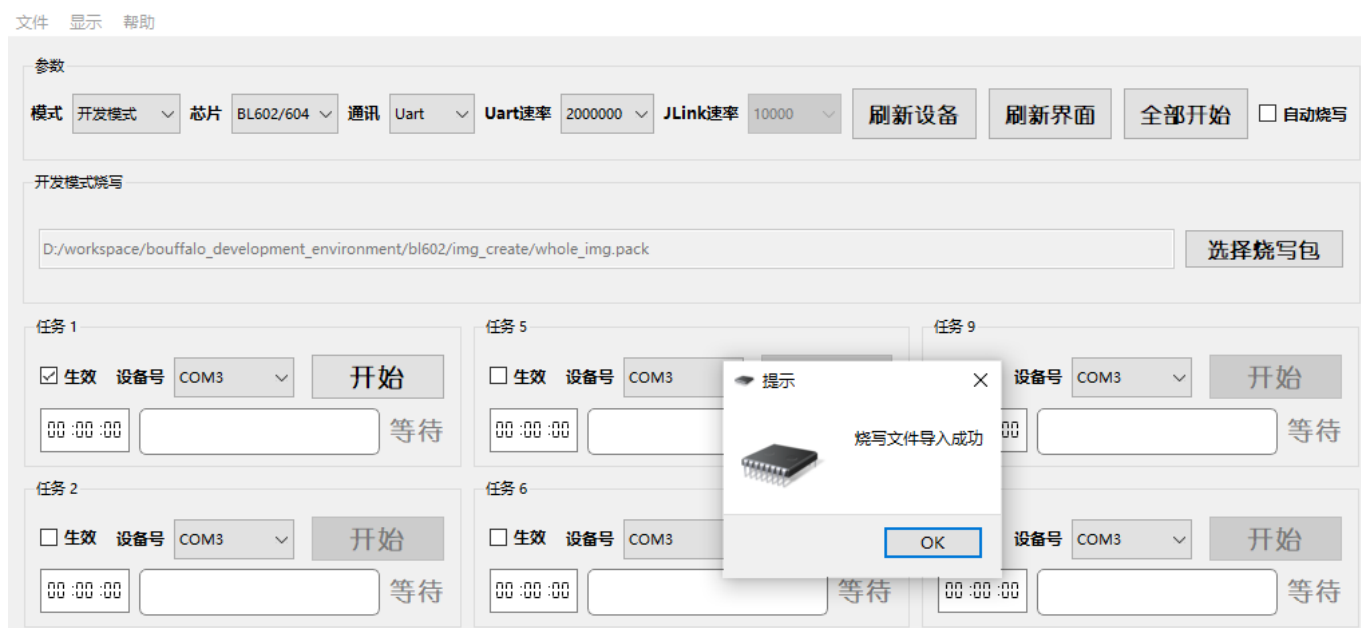 文件 显示 帮助
参数
模式 开发模式 芯片 BL602/604 通讯 Uart Uart速率 2000000 JLink速率 10000 刷新设备 刷新界面 全部开始 自动烧写
开发模式烧写
D:/workspace/bouffalo_development_environment/bl602/img_create/whole_img.pack 选择烧写包
任务 1
生效 设备号 COM3 开始
00:00:00 等待
任务 5
生效 设备号 COM3
00:00:00
任务 9
设备号 COM3 开始
00 等待
提示
烧写文件导入成功
OK
任务 2
生效 设备号 COM3 开始
00:00:00 等待
任务 6
生效 设备号 COM3
00:00:00 等待
设备号 COM3 开始
00:00:00 等待